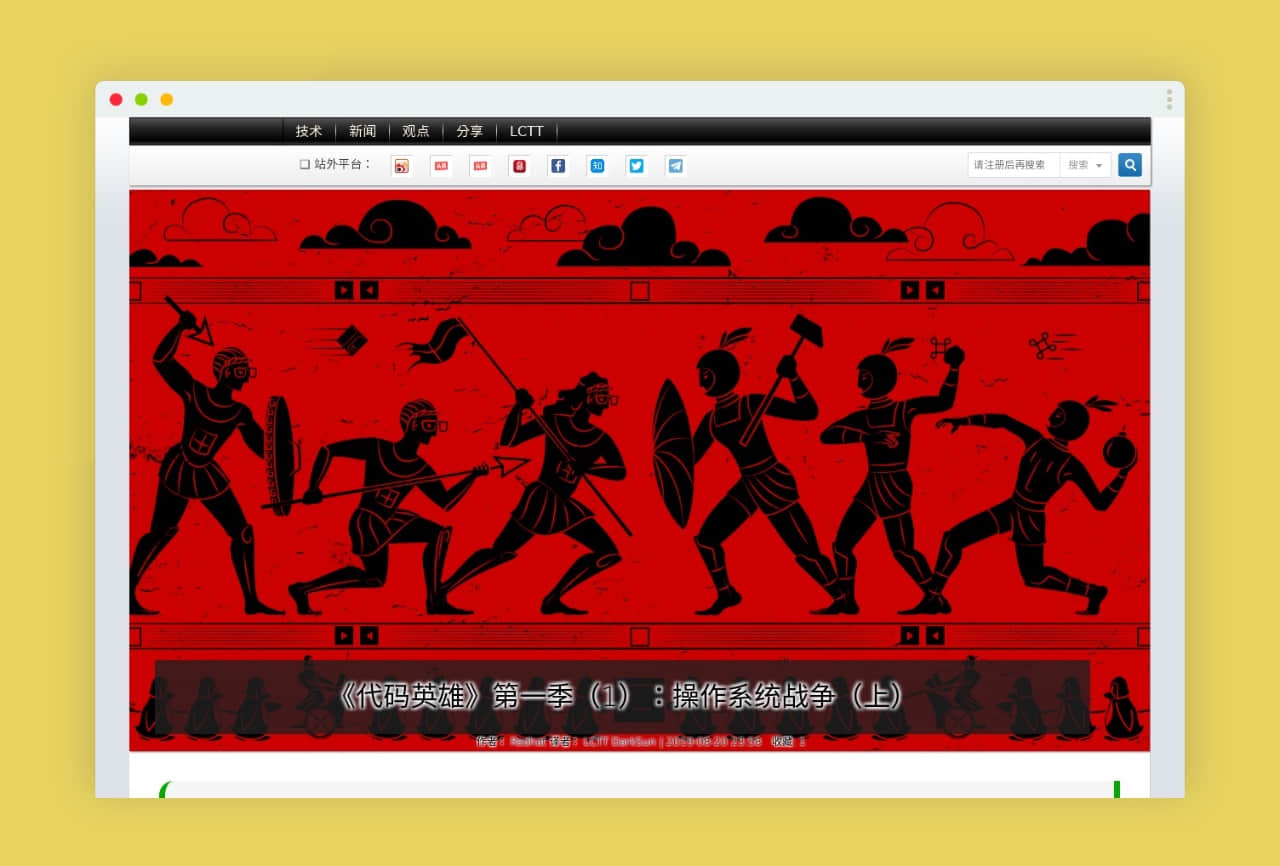 技术 新闻 观点 分享 LCTT
❏ 站外平台： 知
请注册后再搜索 搜索
《代码英雄》第一季（1）：操作系统战争（上）
作者： Redhat 译者： LCTT DarkSun | 2019-08-20 23:58 收藏: 1